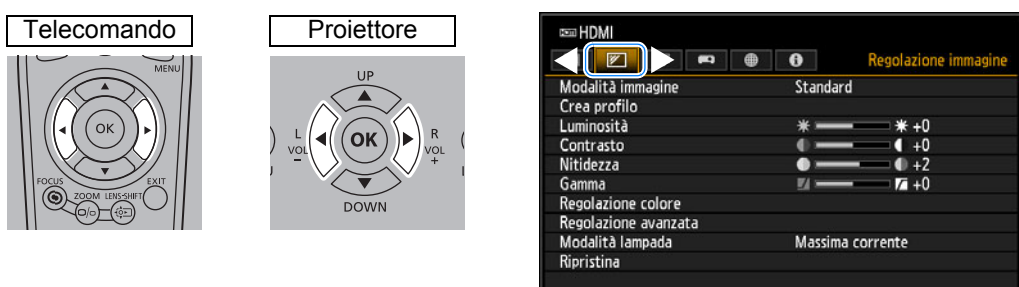 Telecomando
MENU
OK
FOCUS
ZOOM LENS-SHIFT
EXIT
Proiettore
UP
L
VOL
-
OK
R
VOL
+
DOWN
HDMI HDMI
Regolazione immagine
Modalità immagine Standard
Crea profilo
Luminosità +0
Contrasto +0
Nitidezza +2
Gamma +0
Regolazione colore
Regolazione avanzata
Modalità lampada Massima corrente
Ripristina